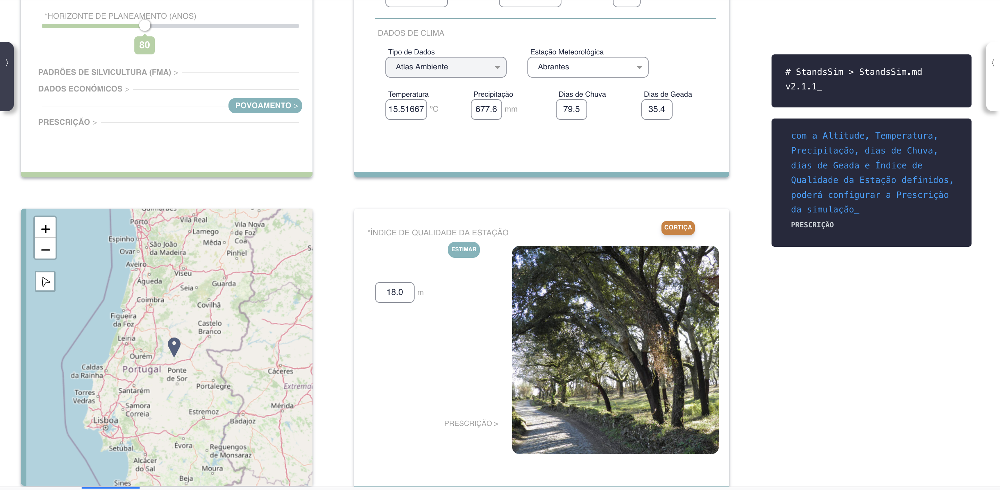 *HORIZONTE DE PLANEAMENTO (ANOS)
80
PADRÕES DE SILVICULTURA (FMA) >
DADOS ECONÓMICOS >
POVOAMENTO >
PRESCRIÇÃO >
DADOS DE CLIMA
Tipo de Dados
Estação Meteorológica
Atlas Ambiente
Abrantes
Temperatura
Precipitação
Dias de Chuva
Dias de Geada
15.51667 °C
677.6 mm
79.5
35.4
# StandsSim > StandsSim.md
v2.1.1_
com a Altitude, Temperatura,
Precipitação, dias de Chuva,
dias de Geada e Índice de
Qualidade da Estação definidos,
poderá configurar a Prescrição
da simulação_
PRESCRIÇÃO
+
−
Guimarães
Porto
Vila Real
Vila Nova
de Foz
Coa
Lamego
Espinho
Mêda
São João
da Madeira
Ovar
Pinhel
Aveiro
Viseu
Águeda
Guarda
Seia
Coimbra
Covilhã
Figueira
da Foz
Castelo
Branco
Leiria
Ourém
Caldas
da Rainha
Portugal
Ponte
de Sor
Cáceres
Portalegre
Santarém
Torres
Vedras
Samora
Correia
Estremoz
Mérida
Lisboa
Badajoz
Évora
Setúbal
Reguengos
de Monsaraz
Alcácer
do Sal
Moura
Beja
Sines
*ÍNDICE DE QUALIDADE DA ESTAÇÃO
CORTIÇA
ESTIMAR
18.0 m
PRESCRIÇÃO >